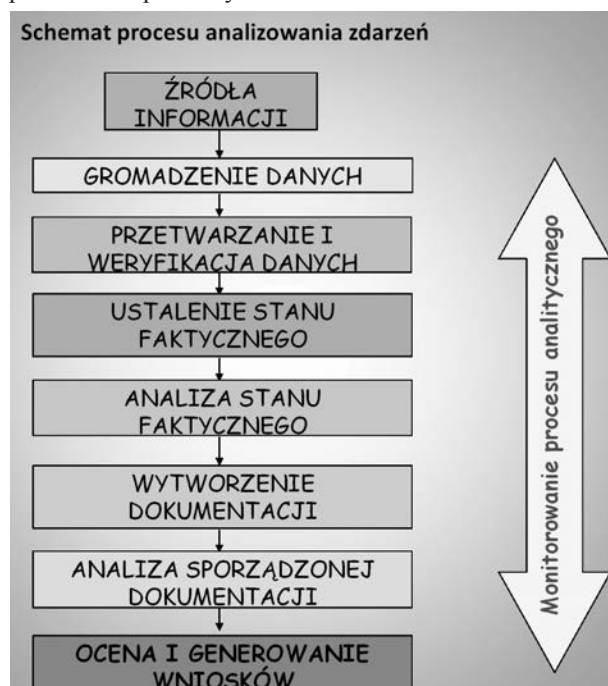 Schemat procesu analizowania zdarzeń
ŹRÓDŁA
INFORMACJI
GROMADZENIE DANYCH
PRZETWARZANIE I
WERYFIKACJA DANYCH
USTALENIE STANU
FAKTYCZNEGO
ANALIZA STANU
FAKTYCZNEGO
WYTWORZENIE
DOKUMENTACJI
ANALIZA SPORZĄDZONEJ
DOKUMENTACJI
OCENA I GENEROWANIE
WNIOSKÓW
Monitorowanie procesu analitycznego